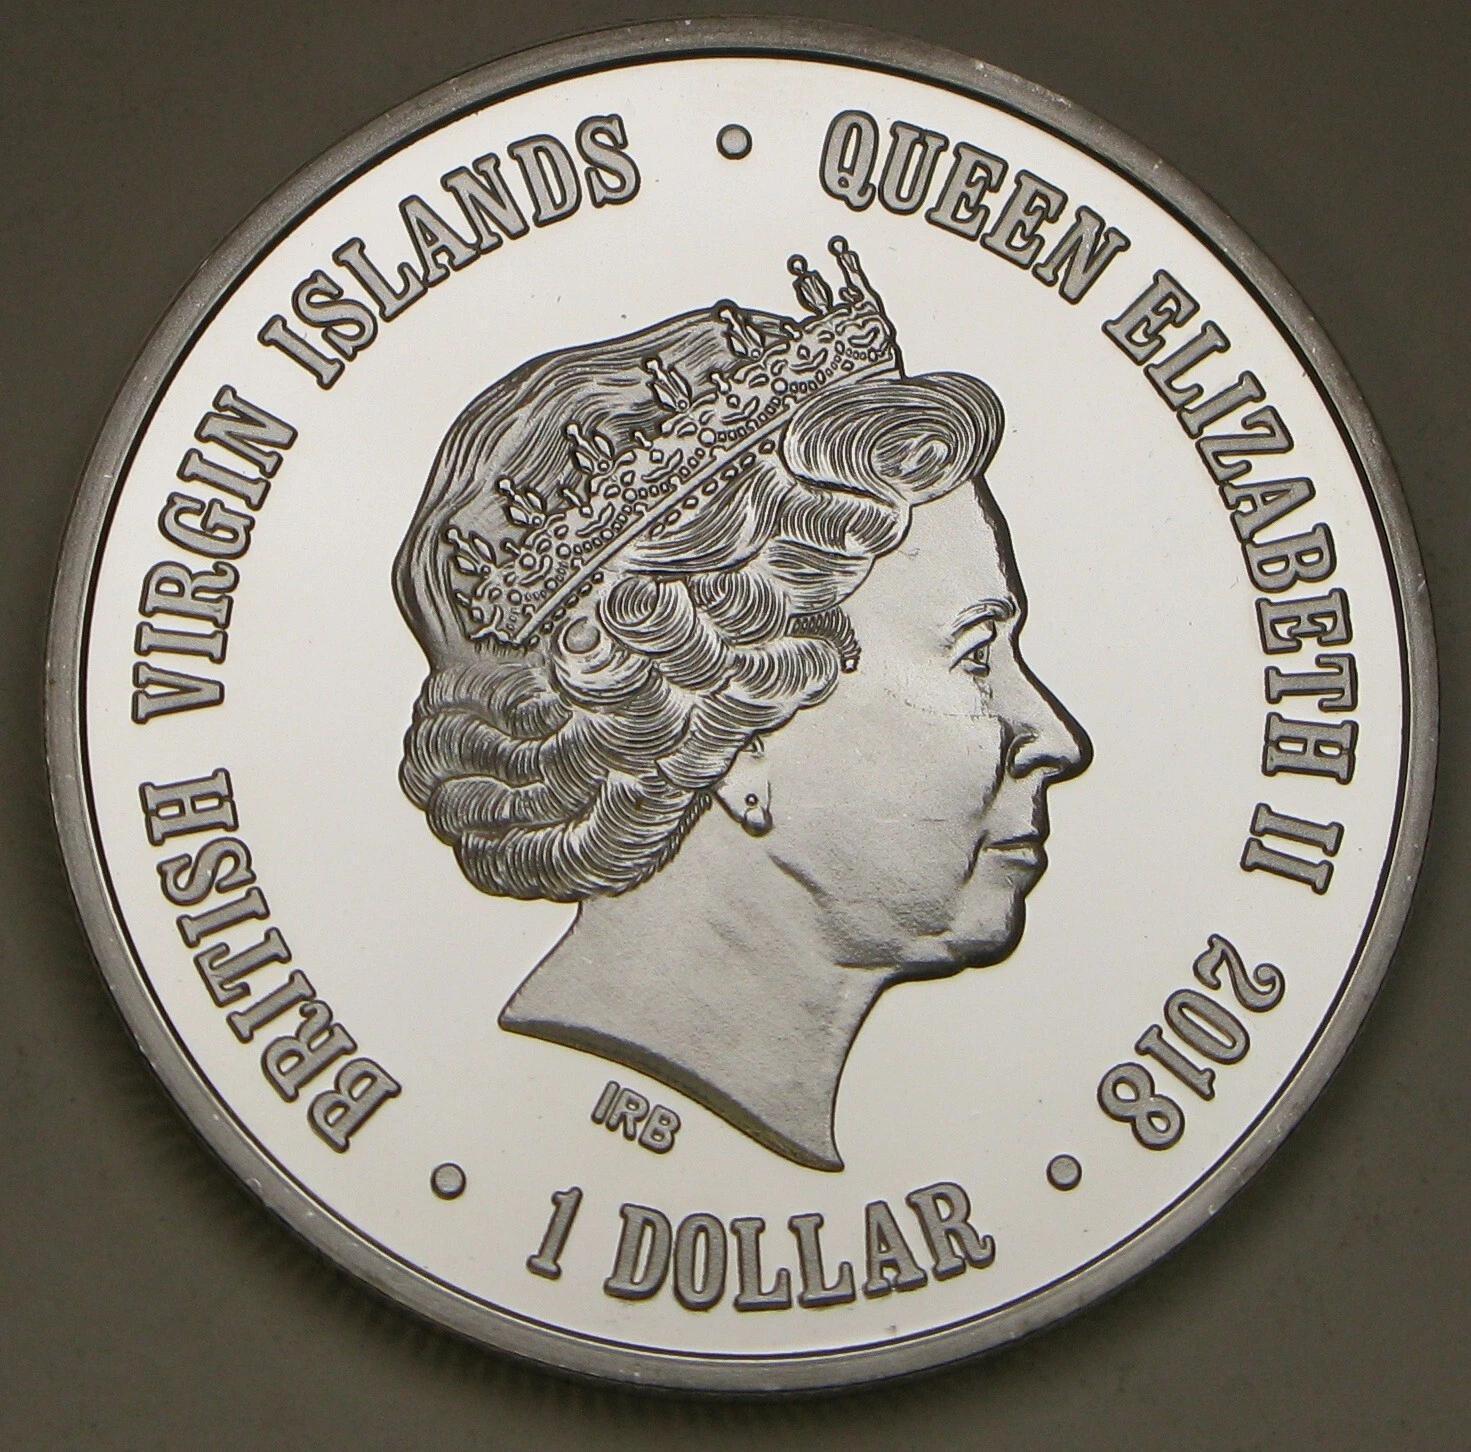 BRITISH VIRGIN ISLANDS • QUEEN ELIZABETH II 2018 •
IRB
1 DOLLAR •